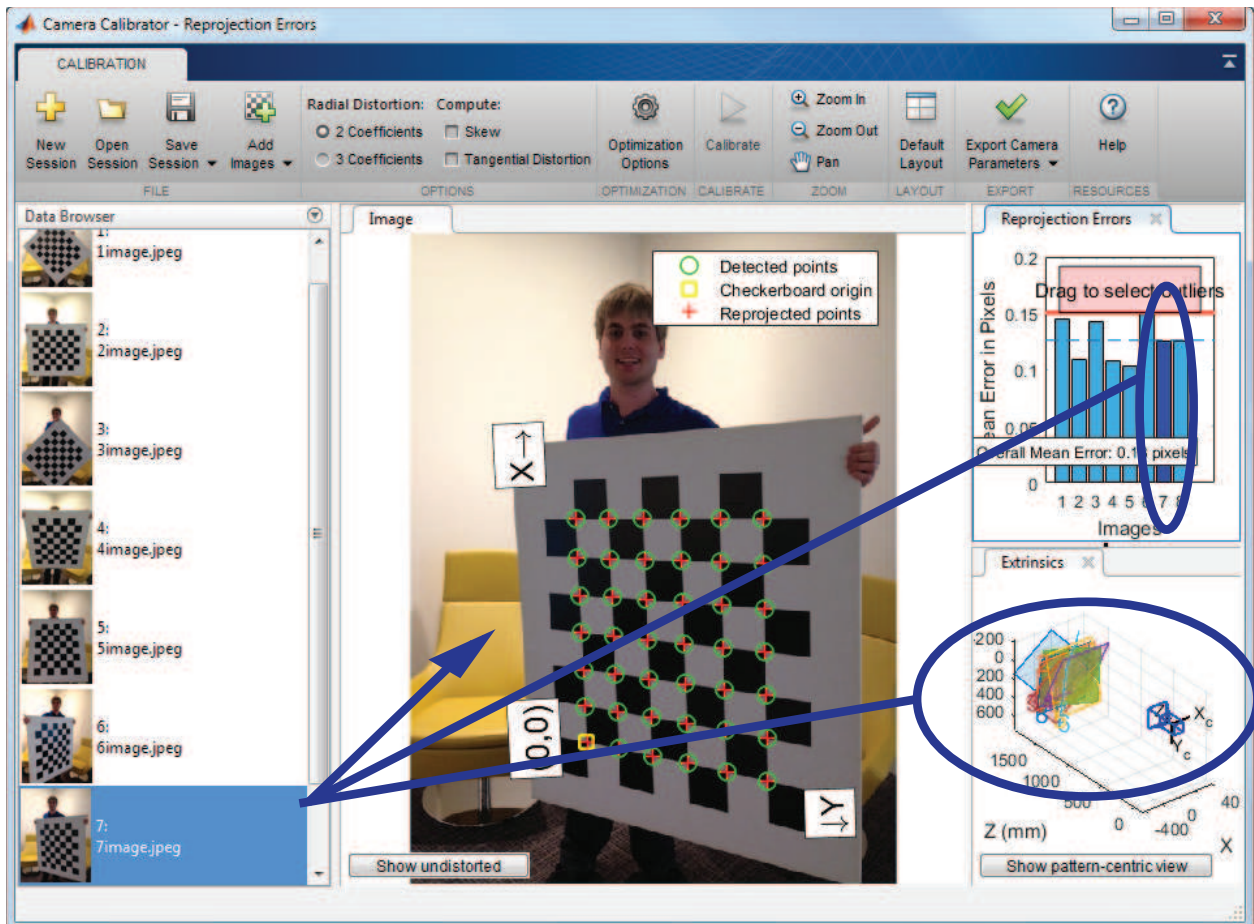 Camera Calibrator - Reprojection Errors
CALIBRATION
New Session
Open Session
Save Session
Add Images
FILE
Radial Distortion: Compute:
2 Coefficients Skew
3 Coefficients Tangential Distortion
OPTIONS
Optimization Options
OPTIMIZATION
Calibrate
CALIBRATE
Zoom In
Zoom Out
Pan
ZOOM
Default Layout
LAYOUT
Export Camera Parameters
EXPORT
Help
RESOURCES
Data Browser
1:
1image.jpeg
2:
2image.jpeg
3:
3image.jpeg
4:
4image.jpeg
5:
5image.jpeg
6:
6image.jpeg
7:
7image.jpeg
Image
Detected points
Checkerboard origin
Reprojected points
X→
(0,0)
Y
Show undistorted
Reprojection Errors
Drag to select outliers
Error in Pixels
0.2
0.15
0.1
0.05
0
Mean Error: 0.13 pixels
1 2 3 4 5 6 7 8
Images
Extrinsics
-200
0
200
400
600
1500
1000
500
0
Z (mm)
-400
0
40
X
Xc
Yc
Show pattern-centric view